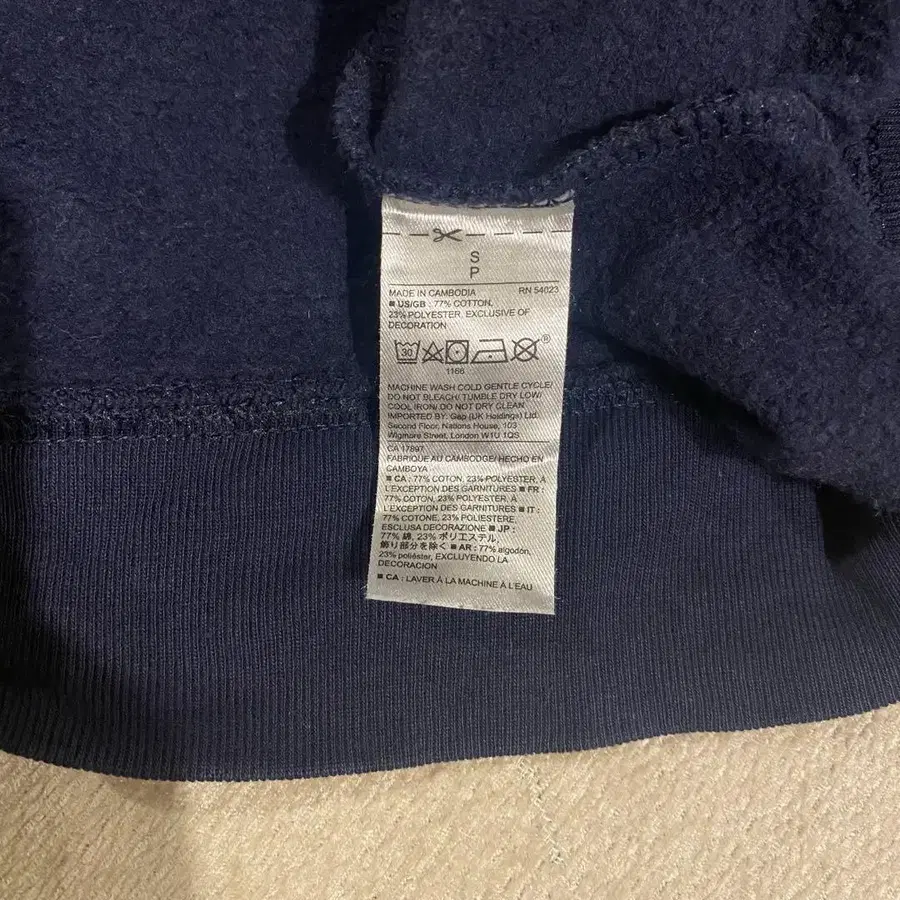 S
P
MADE IN CAMBODIA RN 54023
■ US/GB : 77% COTTON,
23% POLYESTER, EXCLUSIVE OF
DECORATION
30
1166
MACHINE WASH COLD GENTLE CYCLE/
DO NOT BLEACH/ TUMBLE DRY LOW/
COOL IRON/ DO NOT DRY CLEAN
IMPORTED BY: Gap (UK Holdings) Ltd.
Second Floor, Nations House, 103
Wigmore Street, London W1U 1QS
CA 17897
FABRIQUE AU CAMBODGE/ HECHO EN
CAMBOYA
■ CA : 77% COTON, 23% POLYESTER, À
L'EXCEPTION DES GARNITURES ■ FR :
77% COTON, 23% POLYESTER, À
L'EXCEPTION DES GARNITURES ■ IT :
77% COTONE, 23% POLIESTERE,
ESCLUSA DECORAZIONE ■ JP :
77% 綿, 23% ポリエステル,
飾り部分を除く ■ AR : 77% algodón,
23% poliéster, EXCLUYENDO LA
DECORACION
■ CA : LAVER À LA MACHINE À L'EAU